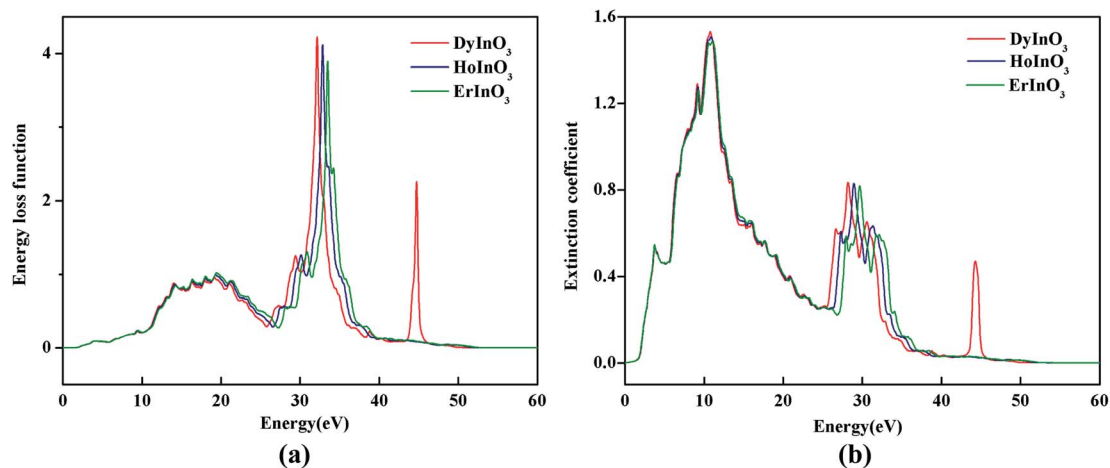 Energy loss function
4
2
0
DyInO₃
HoInO₃
ErInO₃
0 10 20 30 40 50 60
Energy(eV)
(a)
Extinction coefficient
1.6
1.2
0.8
0.4
0.0
DyInO₃
HoInO₃
ErInO₃
0 10 20 30 40 50 60
Energy(eV)
(b)